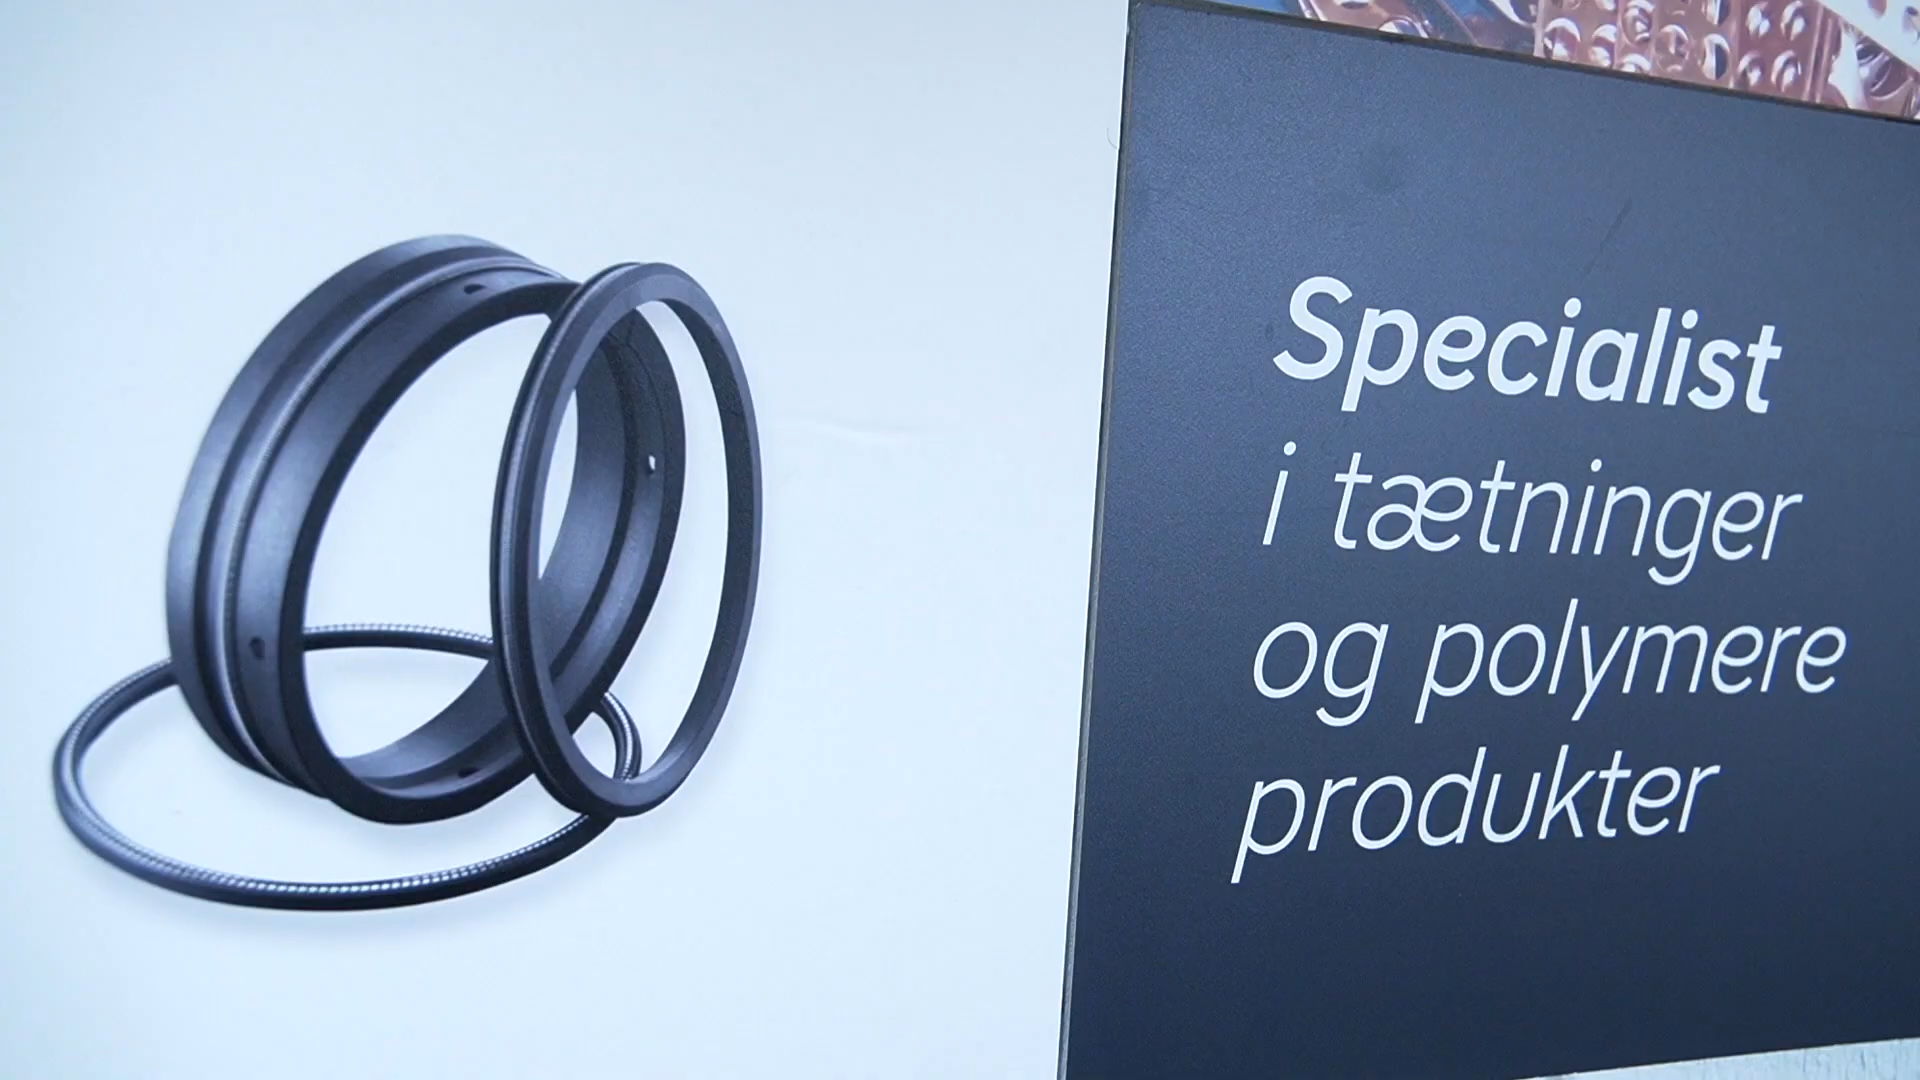 Specialist
i tætninger
og polymere
produkter